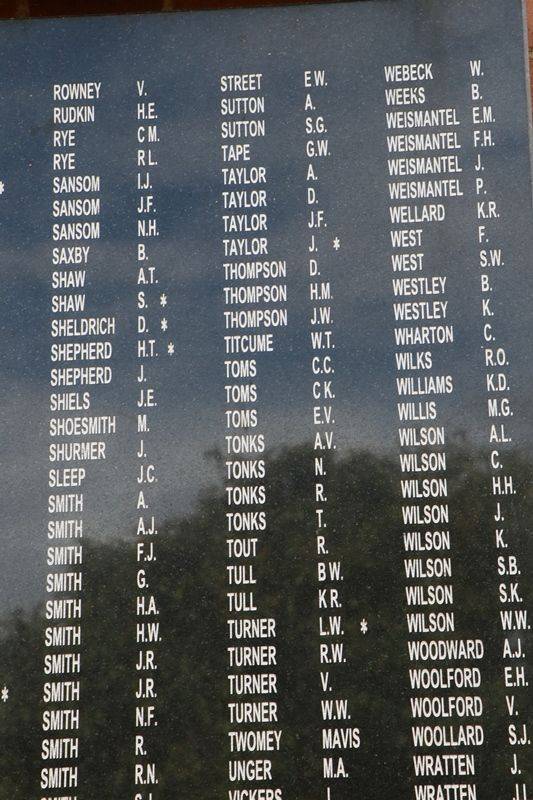 ROWNEY V.
RUDKIN H.E.
RYE C M.
RYE R L.
* SANSOM I.J.
SANSOM J.F.
SANSOM N.H.
SAXBY B.
SHAW A.T.
SHAW S. *
SHELDRICH D. *
SHEPHERD H.T. *
SHEPHERD J.
SHIELS J.E.
SHOESMITH M.
SHURMER J.
SLEEP J.C.
SMITH A.
SMITH A.J.
SMITH F.J.
SMITH G.
SMITH H.A.
SMITH H.W.
SMITH J.R.
* SMITH J.R.
SMITH N.F.
SMITH R.
SMITH R.N.
SMITH
STREET E W.
SUTTON A.
SUTTON S.G.
TAPE G.W.
TAYLOR A.
TAYLOR D.
TAYLOR J.F.
TAYLOR J. *
THOMPSON D.
THOMPSON H.M.
THOMPSON J.W.
TITCUME W.T.
TOMS C.C.
TOMS C K.
TOMS E.V.
TONKS A.V.
TONKS N.
TONKS R.
TONKS T.
TOUT R.
TULL B W.
TULL K R.
TURNER L.W. *
TURNER R.W.
TURNER V.
TURNER W.W.
TWOMEY MAVIS
UNGER M.A.
VICKERS
WEBECK W.
WEEKS B.
WEISMANTEL E.M.
WEISMANTEL F.H.
WEISMANTEL J.
WEISMANTEL P.
WELLARD K.R.
WEST F.
WEST S.W.
WESTLEY B.
WESTLEY K.
WHARTON C.
WILKS R.O.
WILLIAMS K.D.
WILLIS M.G.
WILSON A.L.
WILSON C.
WILSON H.H.
WILSON J.
WILSON K.
WILSON S.B.
WILSON S.K.
WILSON W.W.
WOODWARD A.J.
WOOLFORD E.H.
WOOLFORD V.
WOOLLARD S.J.
WRATTEN J.
WRATTEN